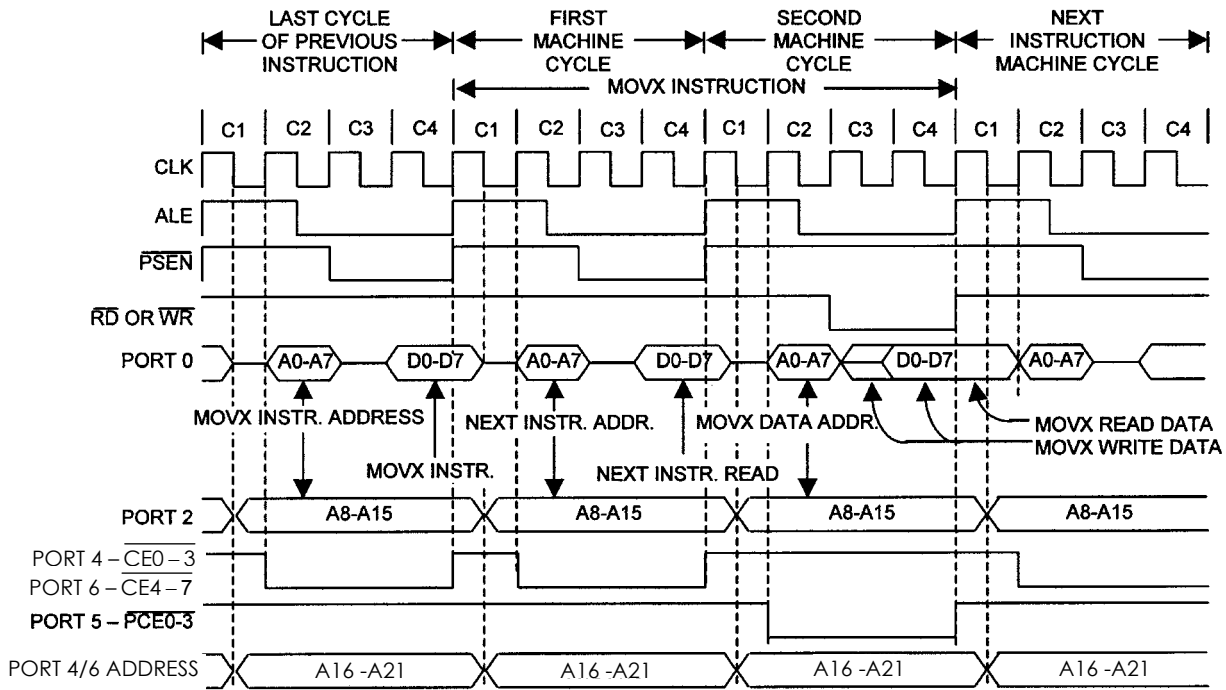 LAST CYCLE OF PREVIOUS INSTRUCTION
FIRST MACHINE CYCLE
SECOND MACHINE CYCLE
NEXT INSTRUCTION MACHINE CYCLE
MOVX INSTRUCTION
C1 C2 C3 C4 C1 C2 C3 C4 C1 C2 C3 C4 C1 C2 C3 C4
CLK
ALE
PSEN
RD OR WR
PORT 0 A0-A7 D0-D7 A0-A7 D0-D7 A0-A7 D0-D7 A0-A7
MOVX INSTR. ADDRESS NEXT INSTR. ADDR. MOVX DATA ADDR. MOVX READ DATA
MOVX WRITE DATA
MOVX INSTR. NEXT INSTR. READ
PORT 2 A8-A15 A8-A15 A8-A15 A8-A15
PORT 4 – CE0 – 3
PORT 6 – CE4 – 7
PORT 5 - PCE0-3
PORT 4/6 ADDRESS A16 -A21 A16 -A21 A16 -A21 A16 -A21